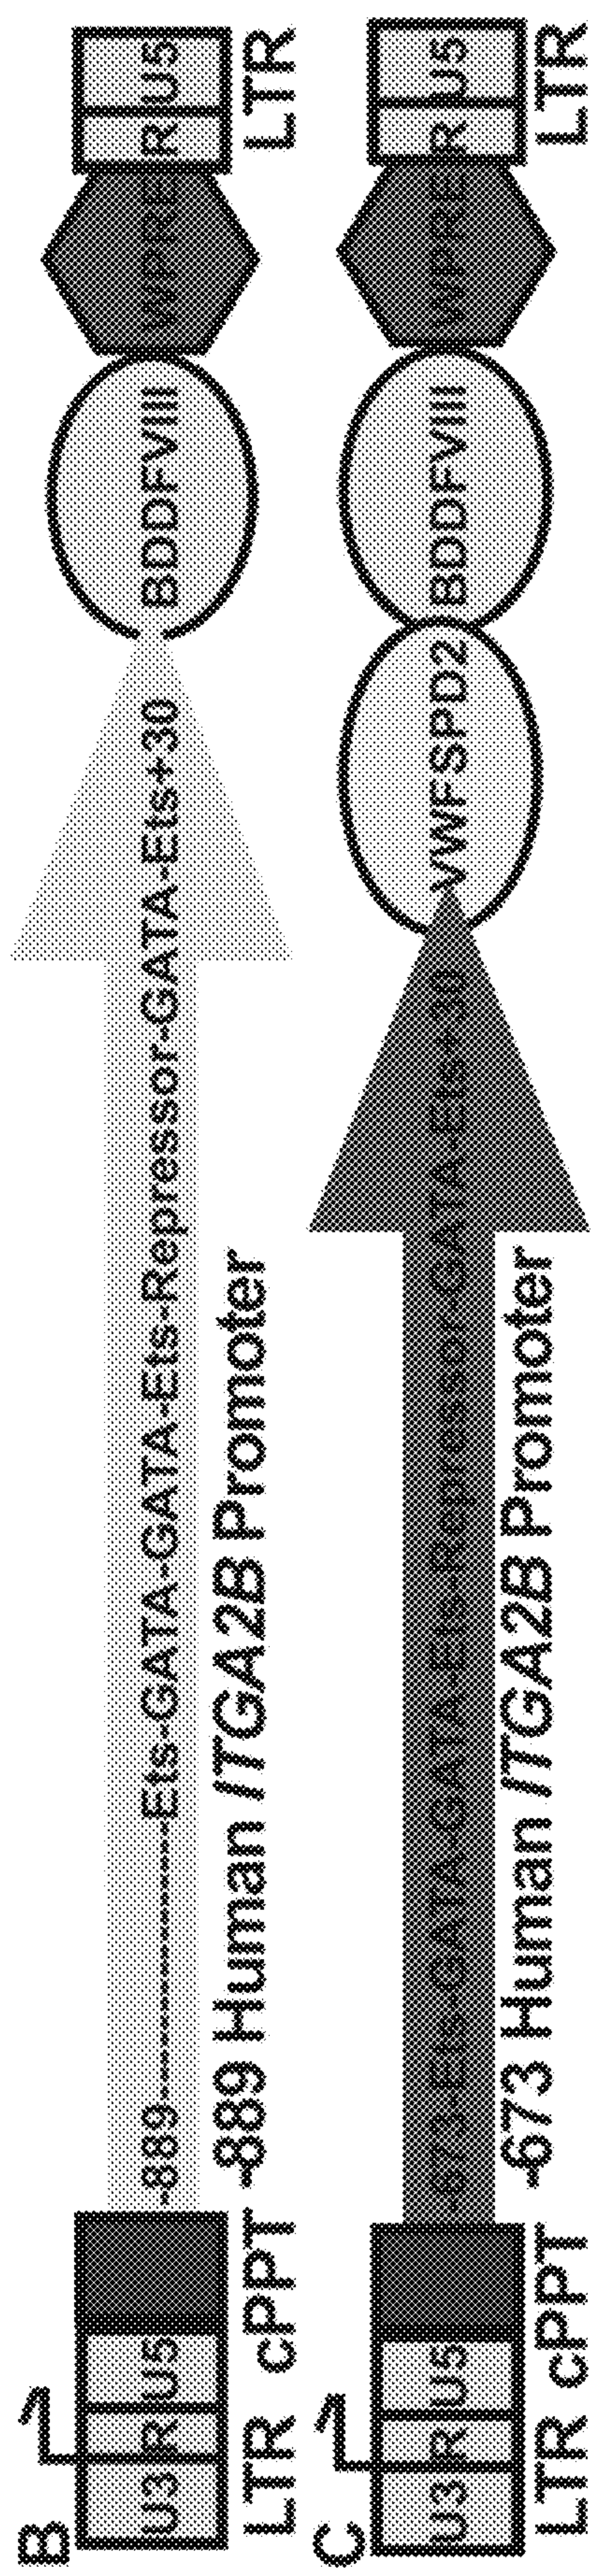 B
U3 R U5 -889----------------Ets-GATA-GATA-Ets-Repressor-GATA-Ets+30 BDDFVIII WPRE R U5
LTR cPPT -889 Human ITGA2B Promoter LTR
C
U3 R U5 -673-Ets-GATA-GATA-Ets-Repressor-GATA-Ets+30 VWFSPD2 BDDFVIII WPRE R U5
LTR cPPT -673 Human ITGA2B Promoter LTR